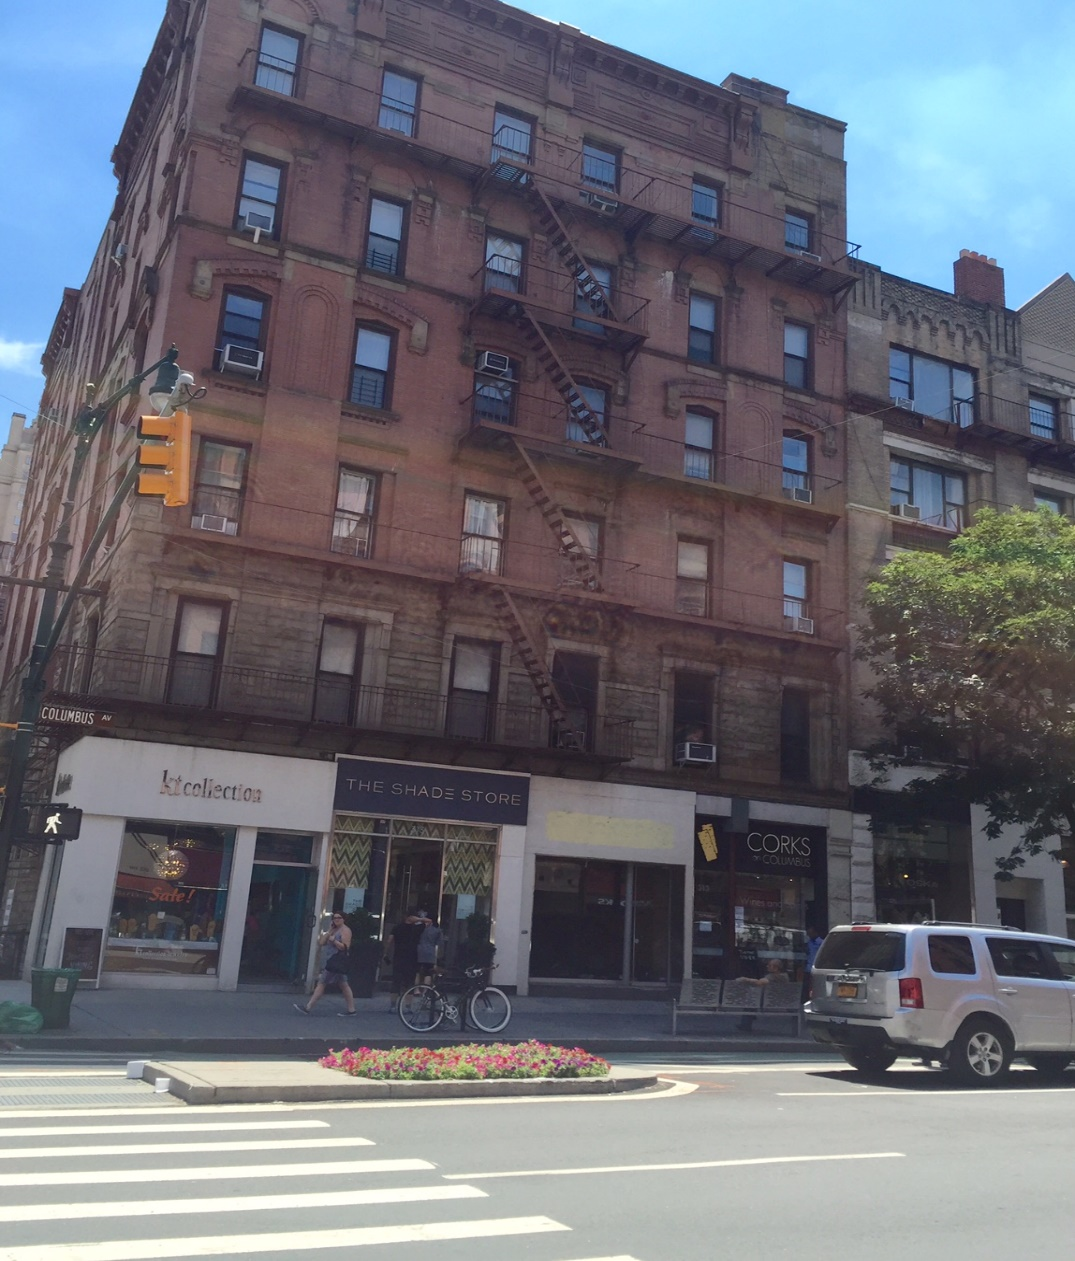 COLUMBUS AV
kt collection
THE SHADE STORE
CORKS
ON COLUMBUS
Sale!